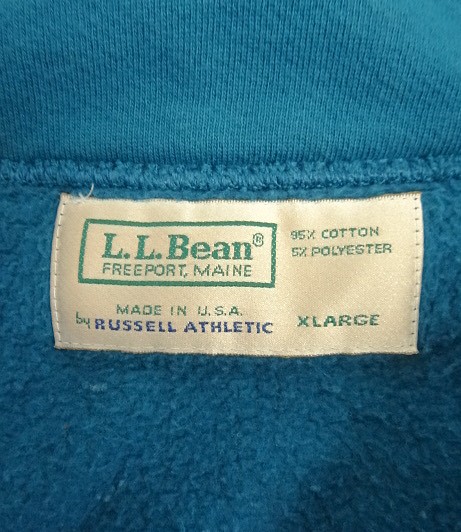 L.L.Bean®
FREEPORT, MAINE
95% COTTON
5% POLYESTER
MADE IN U.S.A.
by RUSSELL ATHLETIC
XLARGE